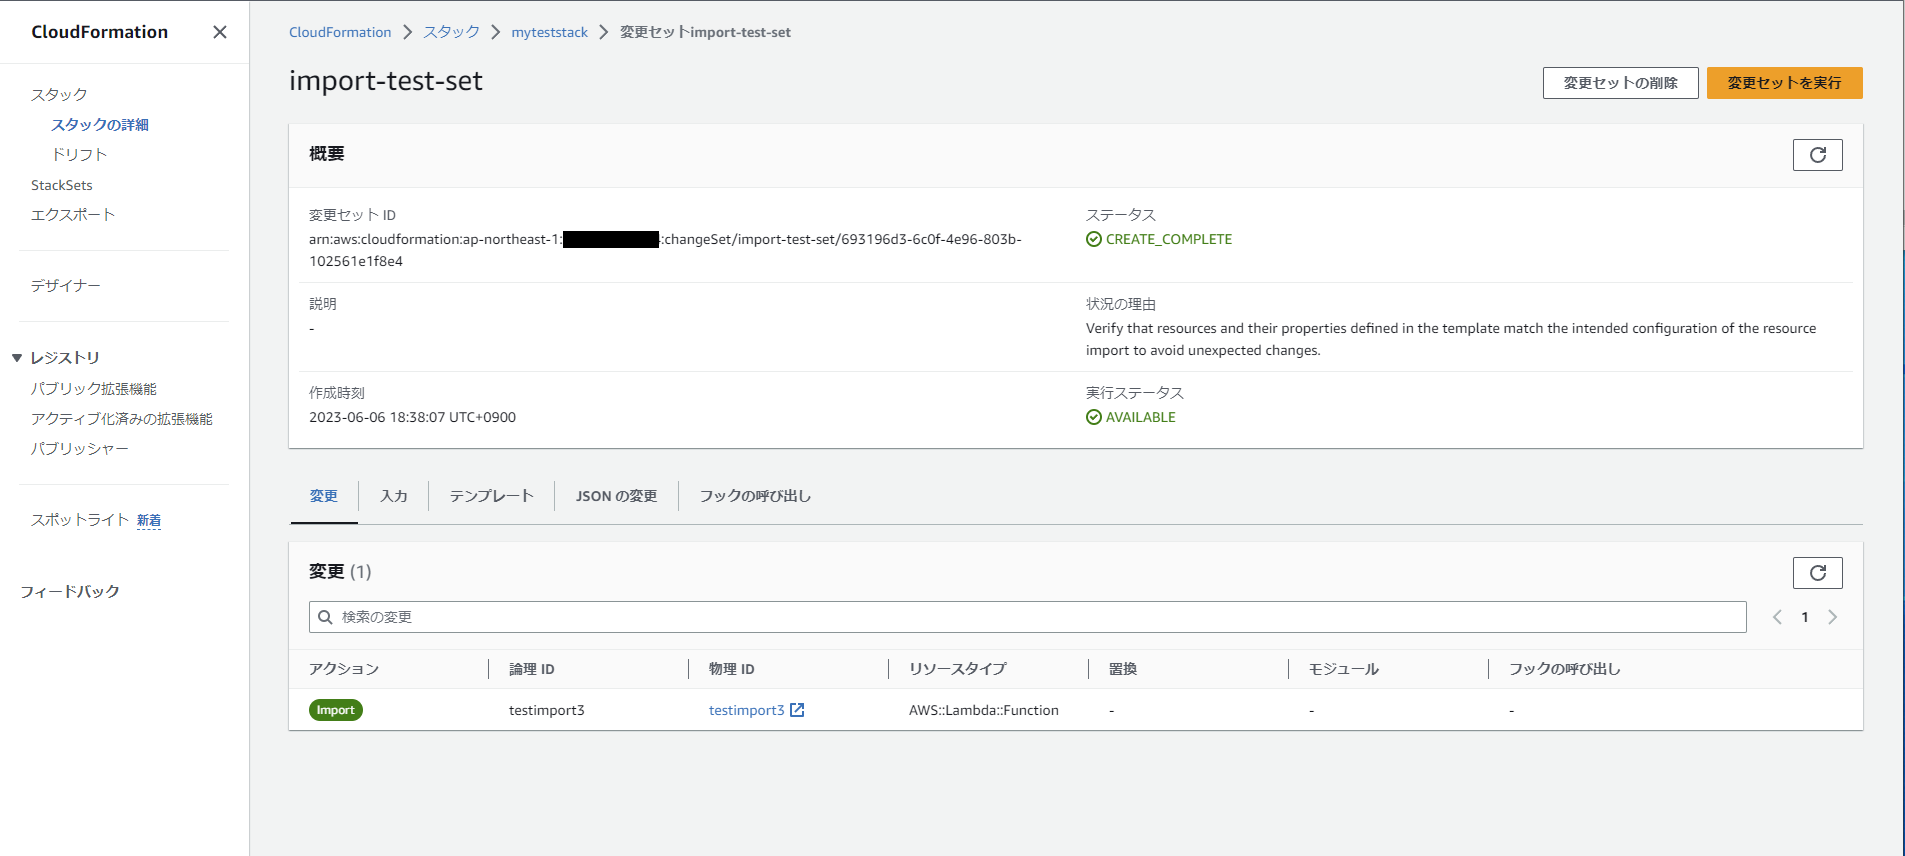 CloudFormation
スタック
スタックの詳細
ドリフト
StackSets
エクスポート
デザイナー
レジストリ
パブリック拡張機能
アクティブ化済みの拡張機能
パブリッシャー
スポットライト 新着
フィードバック
CloudFormation スタック myteststack 変更セットimport-test-set
import-test-set
変更セットの削除 変更セットを実行
概要
変更セット ID
arn:aws:cloudformation:ap-northeast-1: :changeSet/import-test-set/693196d3-6c0f-4e96-803b-
102561e1f8e4
ステータス
CREATE_COMPLETE
説明
-
状況の理由
Verify that resources and their properties defined in the template match the intended configuration of the resource
import to avoid unexpected changes.
作成時刻
2023-06-06 18:38:07 UTC+0900
実行ステータス
AVAILABLE
変更 入力 テンプレート JSON の変更 フックの呼び出し
変更 (1)
検索の変更
1
アクション 論理 ID 物理 ID リソースタイプ 置換 モジュール フックの呼び出し
Import testimport3 testimport3 AWS::Lambda::Function - - -